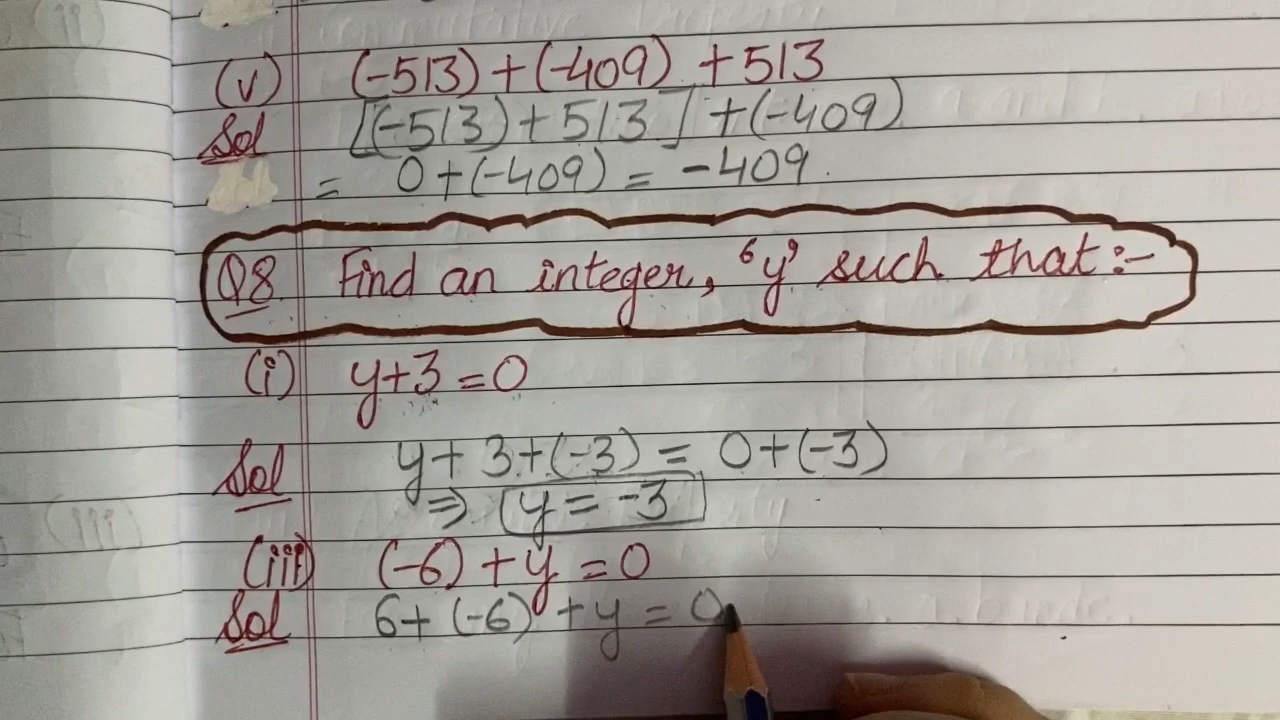 (v) (-513) + (-409) + 513
Sol [(-513) + 513] + (-409)
= 0 + (-409) = -409.
Q8. Find an integer, 'y' such that :-
(i) y+3 = 0
Sol y + 3 + (-3) = 0 + (-3)
⇒ y = -3
(iii) (-6) + y = 0
Sol 6 + (-6) + y = 0